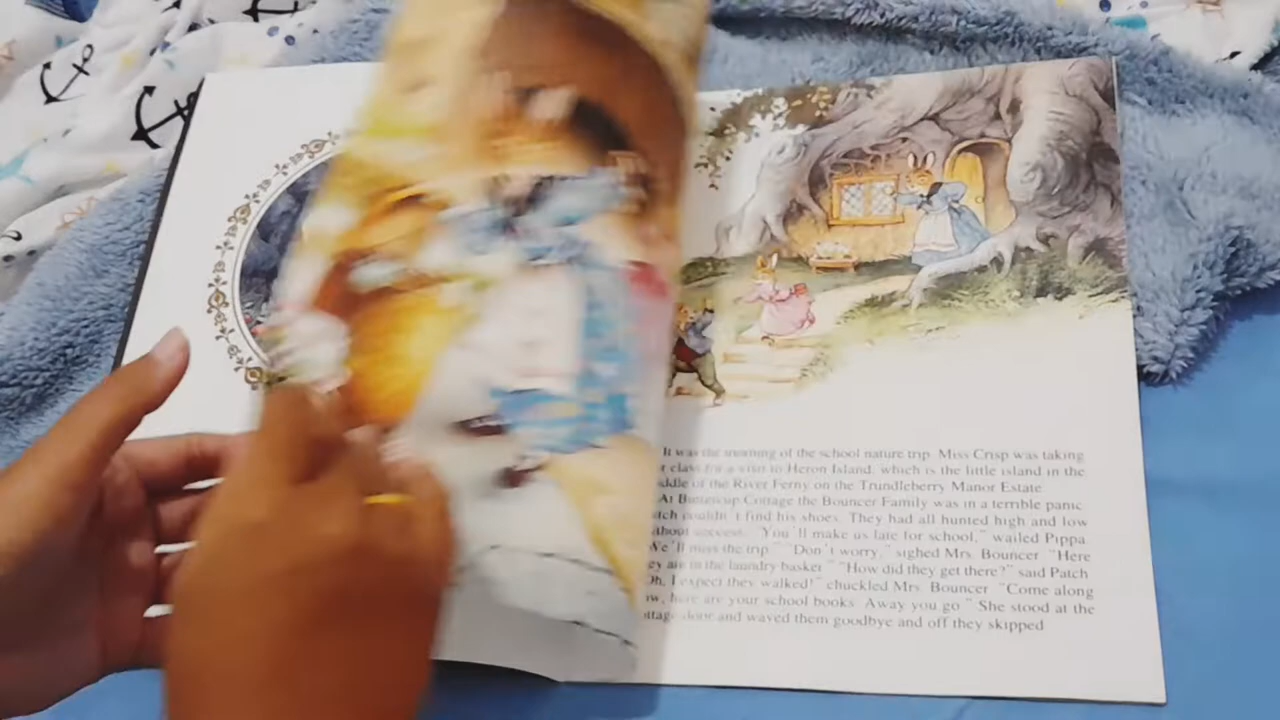 It was the morning of the school nature trip. Miss Crisp was taking
class for a visit to Heron Island, which is the little island in the
ddle of the River Ferny on the Trundleberry Manor Estate.
At Buttercup Cottage the Bouncer Family was in a terrible panic.
tch couldn't find his shoes. They had all hunted high and low
thout success. "You'll make us late for school," wailed Pippa.
We'll miss the trip." "Don't worry," sighed Mrs. Bouncer. "Here
ey are in the laundry basket." "How did they get there?" said Patch.
Oh, I expect they walked!" chuckled Mrs. Bouncer. "Come along
ow, here are your school books. Away you go." She stood at the
ttage door and waved them goodbye and off they skipped